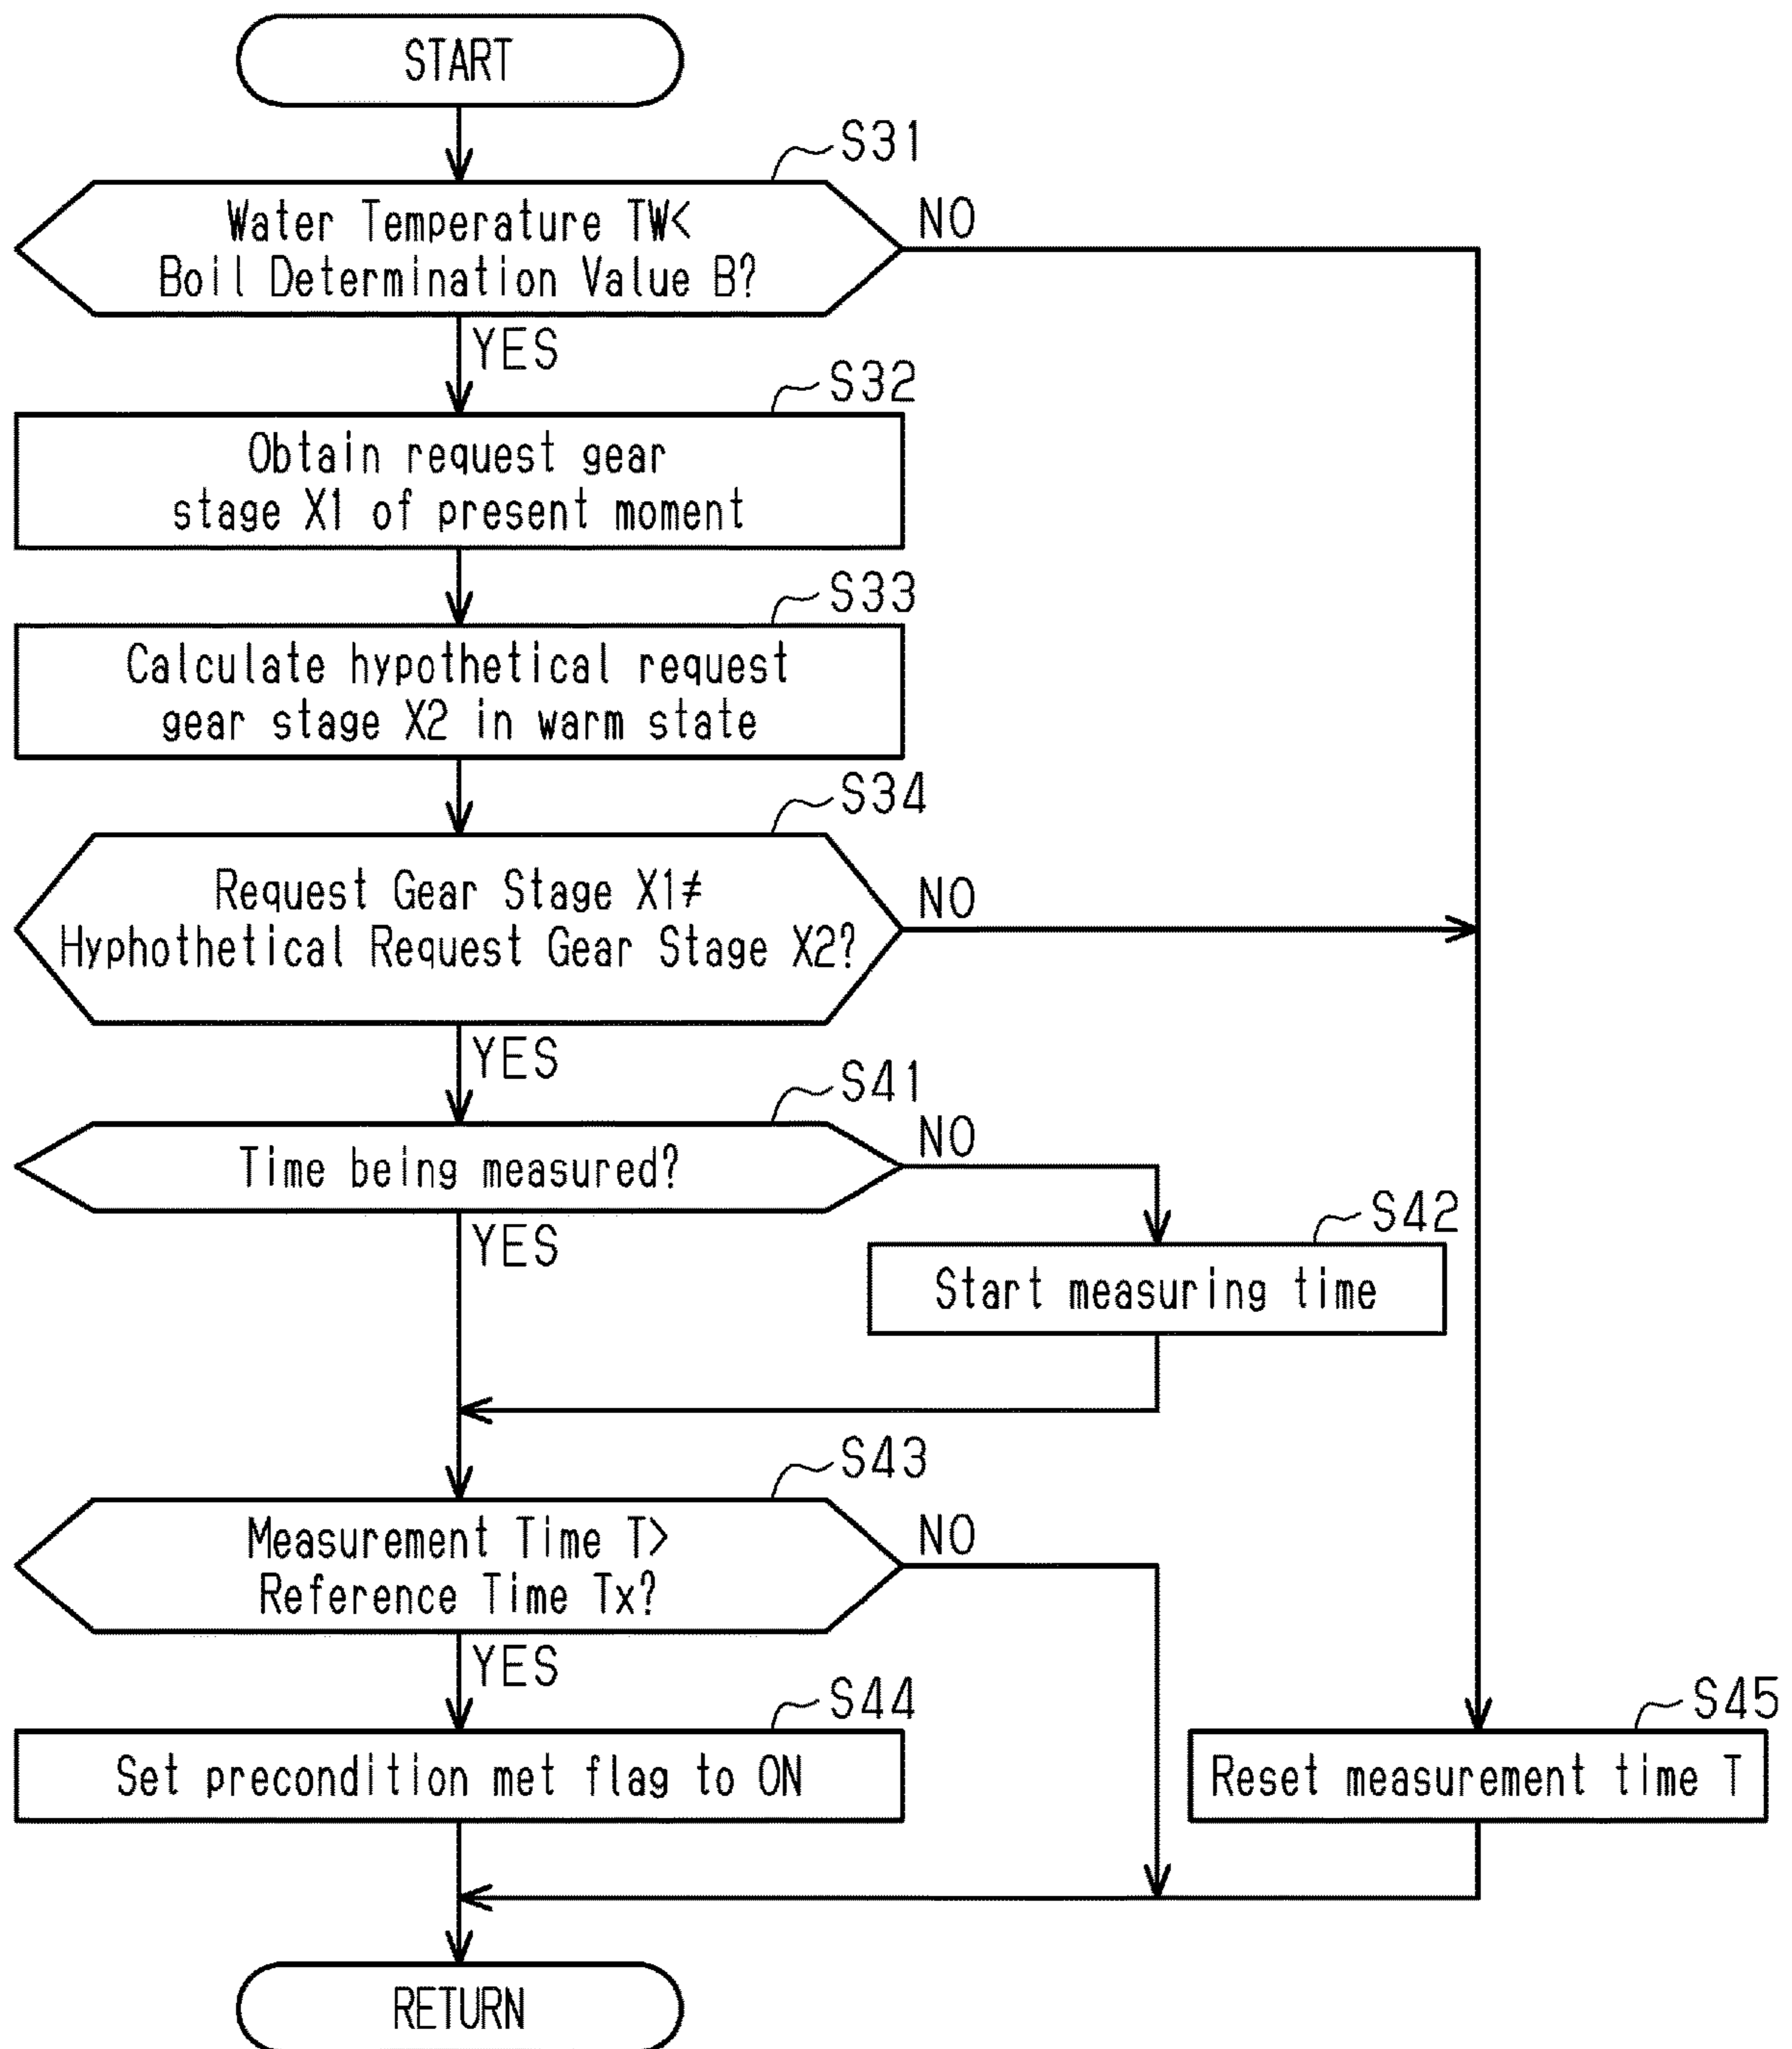 START
S31
Water Temperature TW<
Boil Determination Value B?
NO
YES
S32
Obtain request gear
stage X1 of present moment
S33
Calculate hypothetical request
gear stage X2 in warm state
S34
Request Gear Stage X1≠
Hyphothetical Request Gear Stage X2?
NO
YES
S41
Time being measured?
NO
YES
S42
Start measuring time
S43
Measurement Time T>
Reference Time Tx?
NO
YES
S44
Set precondition met flag to ON
S45
Reset measurement time T
RETURN